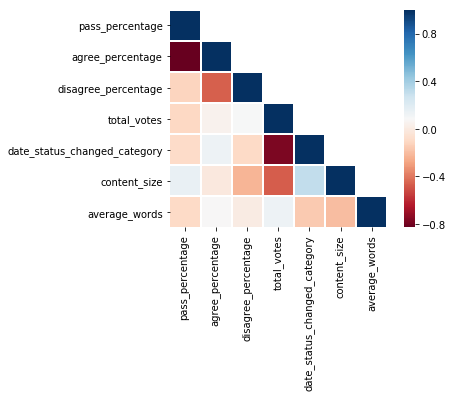 pass_percentage
agree_percentage
disagree_percentage
total_votes
date_status_changed_category
content_size
average_words
0.8
0.4
0.0
−0.4
−0.8
pass_percentage
agree_percentage
disagree_percentage
total_votes
date_status_changed_category
content_size
average_words